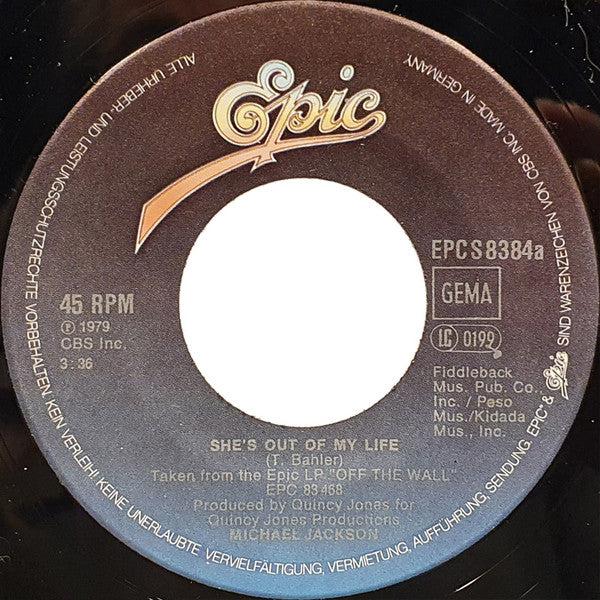 Epic
EPC S 8384a
GEMA
LC 0199
45 RPM
℗ 1979
CBS Inc.
3:36
Fiddleback
Mus. Pub. Co.
Inc. / Peso
Mus./Kidada
Mus., Inc.
SHE'S OUT OF MY LIFE
(T. Bahler)
Taken from the Epic LP "OFF THE WALL"
EPC 83 468
Produced by Quincy Jones for
Quincy Jones Productions
MICHAEL JACKSON
ALLE URHEBER- UND LEISTUNGSSCHUTZRECHTE VORBEHALTEN. KEIN VERLEIH! KEINE UNERLAUBTE VERVIELFÄLTIGUNG, VERMIETUNG, AUFFÜHRUNG, SENDUNG. EPIC® & Epic SIND WARENZEICHEN VON CBS INC. MADE IN GERMANY.